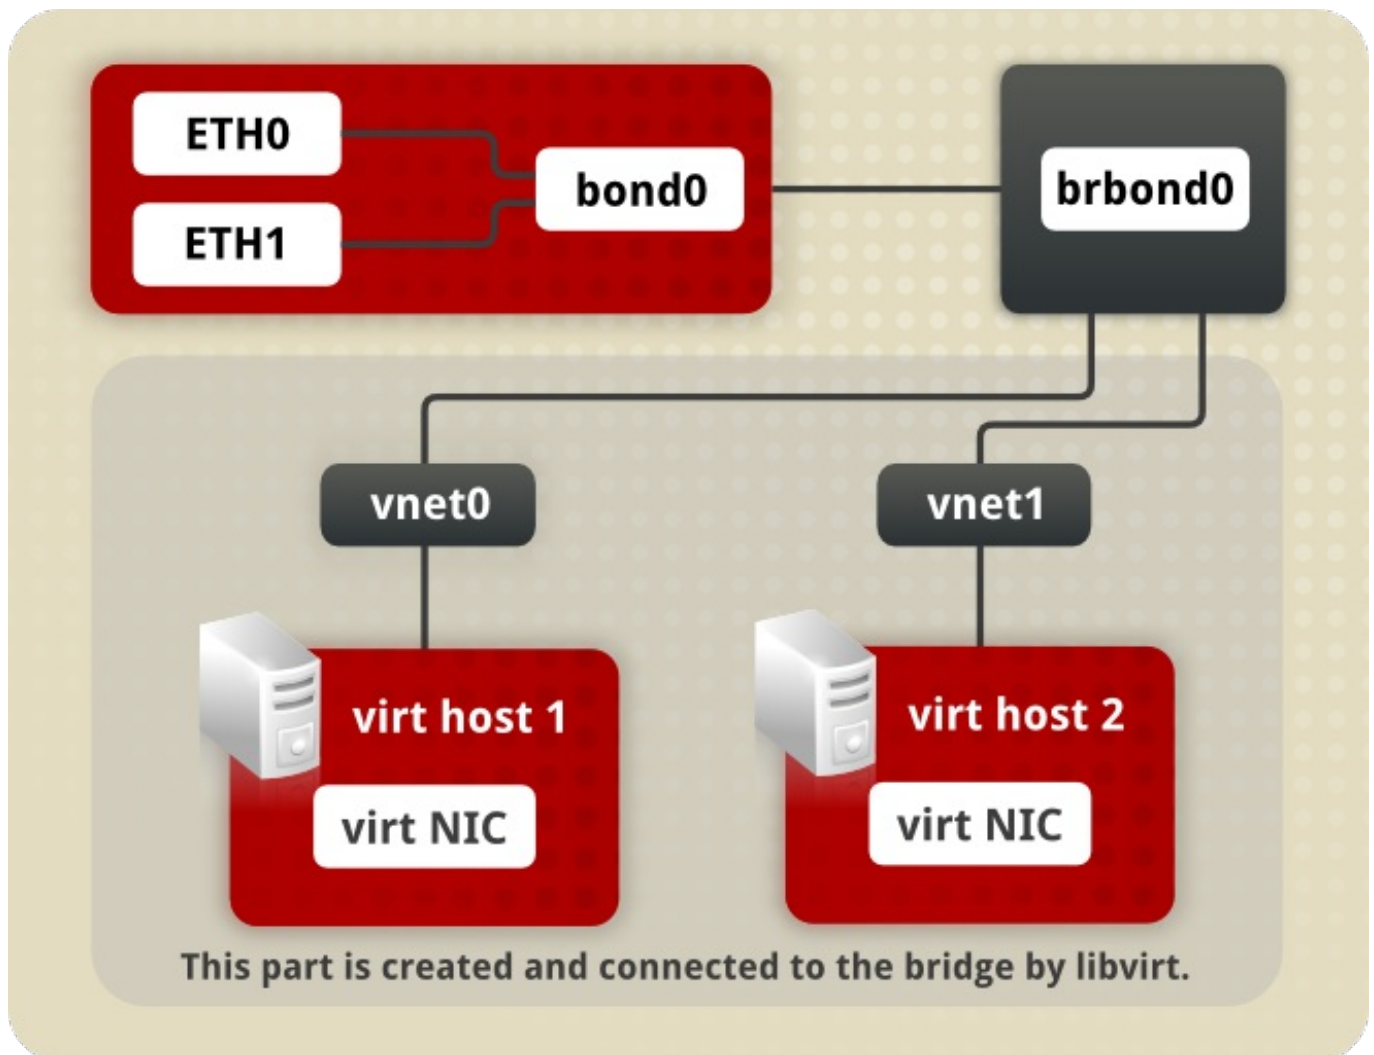 ETH0
ETH1
bond0
brbond0
vnet0
vnet1
virt host 1
virt NIC
virt host 2
virt NIC
This part is created and connected to the bridge by libvirt.